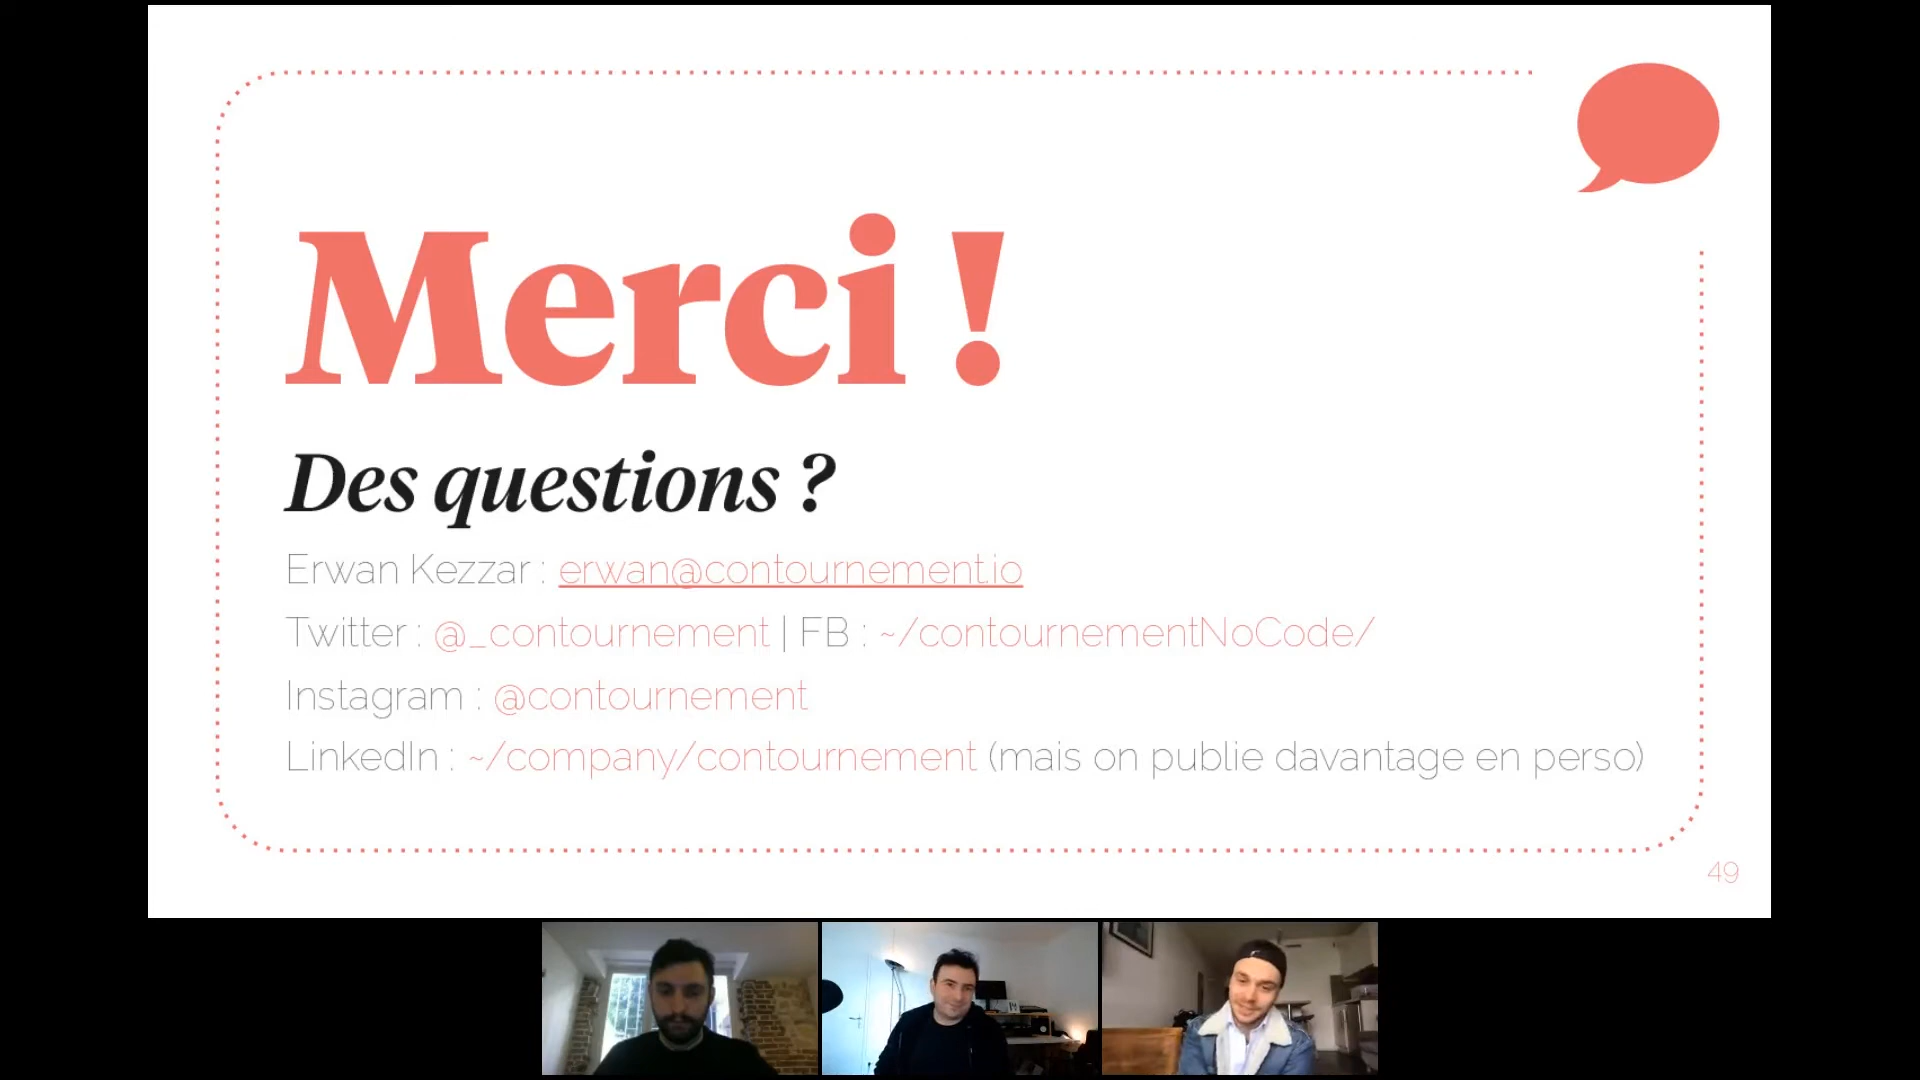 Merci !
Des questions ?
Erwan Kezzar : erwan@contournement.io
Twitter : @_contournement | FB : ~/contournementNoCode/
Instagram : @contournement
LinkedIn : ~/company/contournement (mais on publie davantage en perso)
49